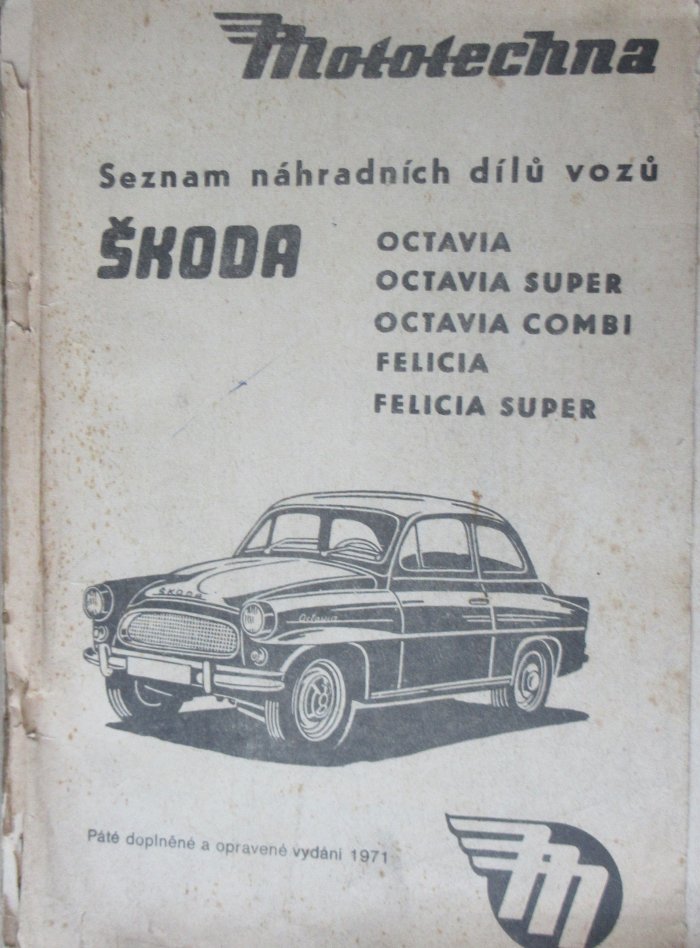 Mototechna
Seznam náhradních dílů vozů
ŠKODA
OCTAVIA
OCTAVIA SUPER
OCTAVIA COMBI
FELICIA
FELICIA SUPER
ŠKODA
Octavia
Páté doplněné a opravené vydání 1971
m